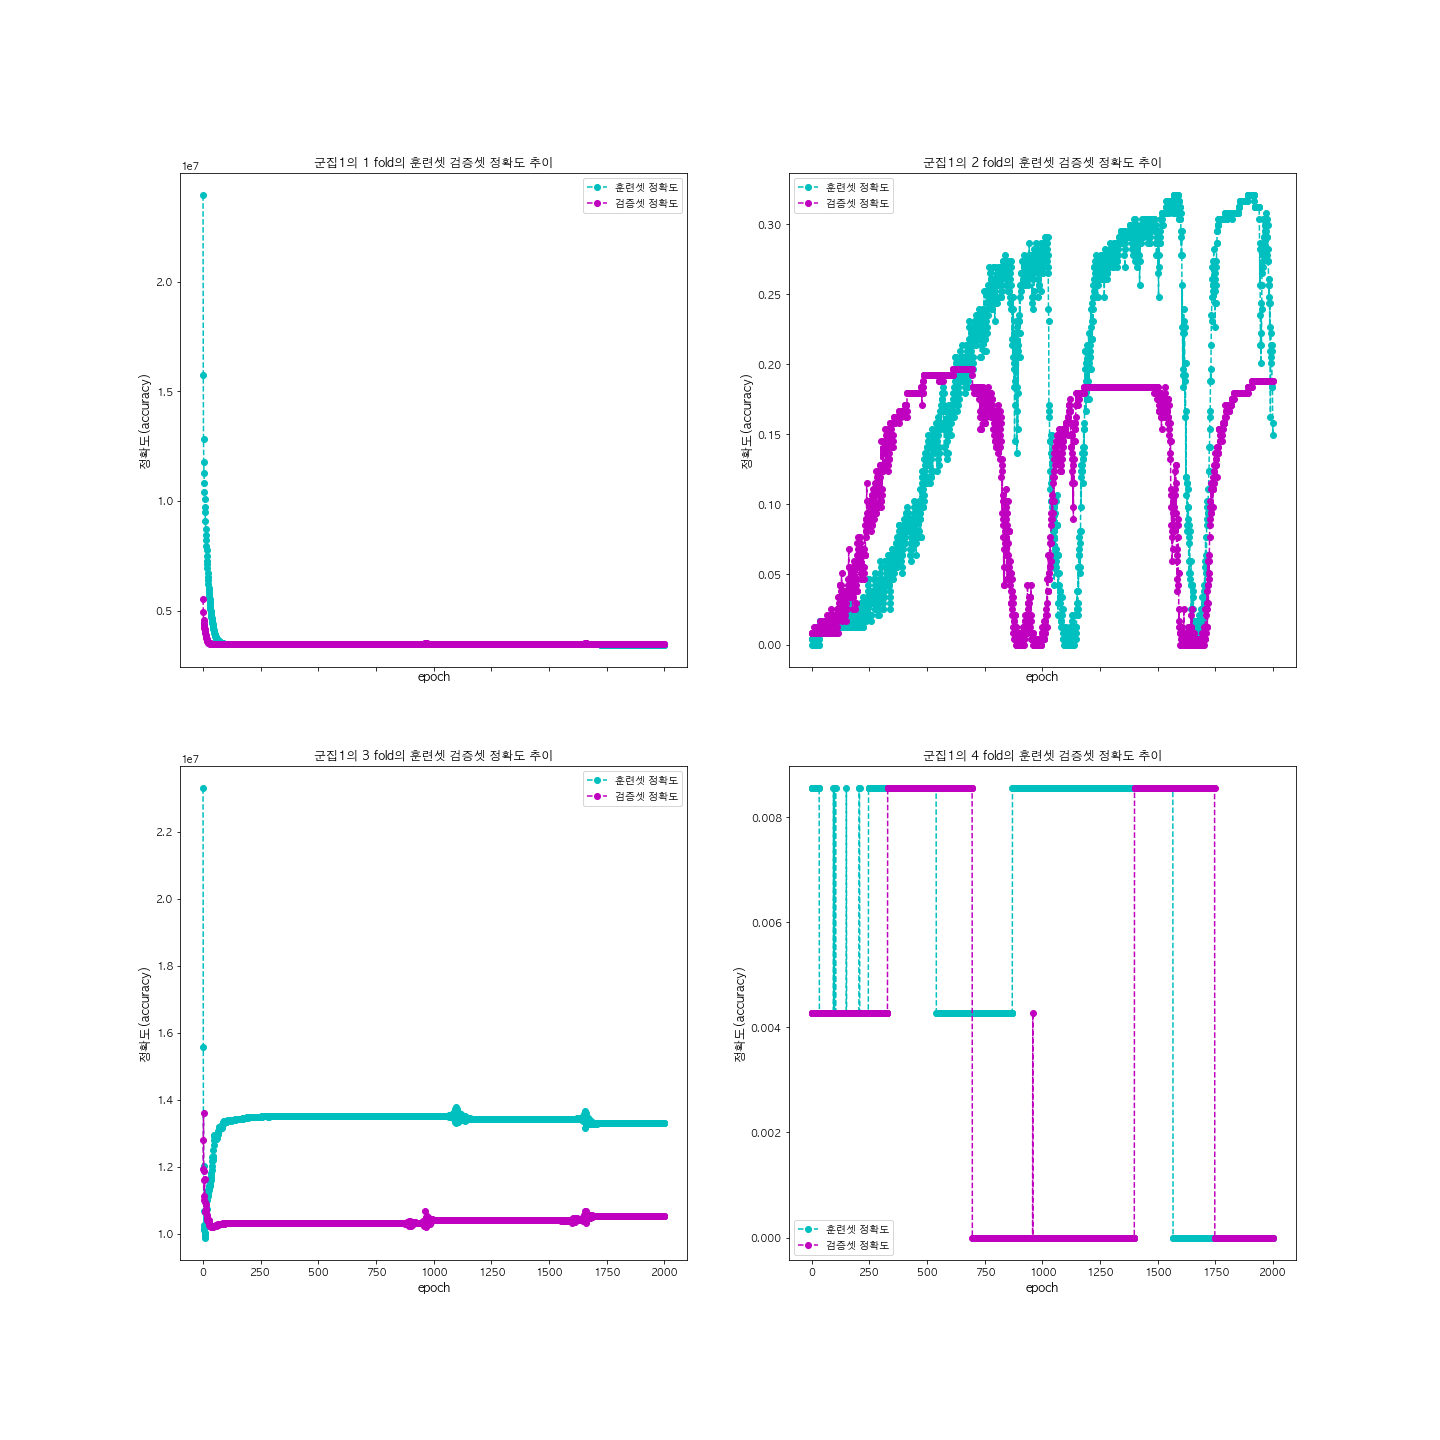 군집1의 1 fold의 훈련셋 검증셋 정확도 추이
1e7
훈련셋 정확도
검증셋 정확도
2.0
1.5
1.0
0.5
정확도(accuracy)
epoch
군집1의 2 fold의 훈련셋 검증셋 정확도 추이
훈련셋 정확도
검증셋 정확도
0.30
0.25
0.20
0.15
0.10
0.05
0.00
정확도(accuracy)
epoch
군집1의 3 fold의 훈련셋 검증셋 정확도 추이
1e7
훈련셋 정확도
검증셋 정확도
2.2
2.0
1.8
1.6
1.4
1.2
1.0
정확도(accuracy)
0 250 500 750 1000 1250 1500 1750 2000
epoch
군집1의 4 fold의 훈련셋 검증셋 정확도 추이
0.008
0.006
0.004
0.002
0.000
정확도(accuracy)
훈련셋 정확도
검증셋 정확도
0 250 500 750 1000 1250 1500 1750 2000
epoch